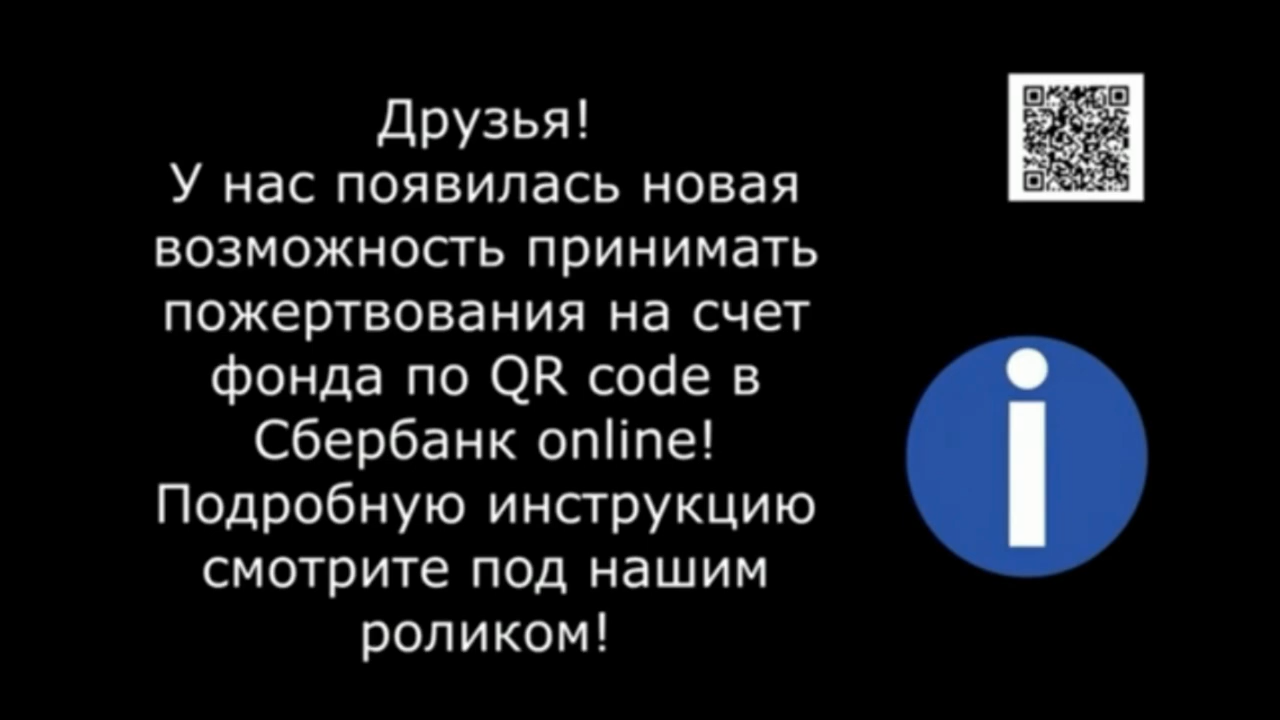 Друзья!
У нас появилась новая
возможность принимать
пожертвования на счет
фонда по QR code в
Сбербанк online!
Подробную инструкцию
смотрите под нашим
роликом!
i